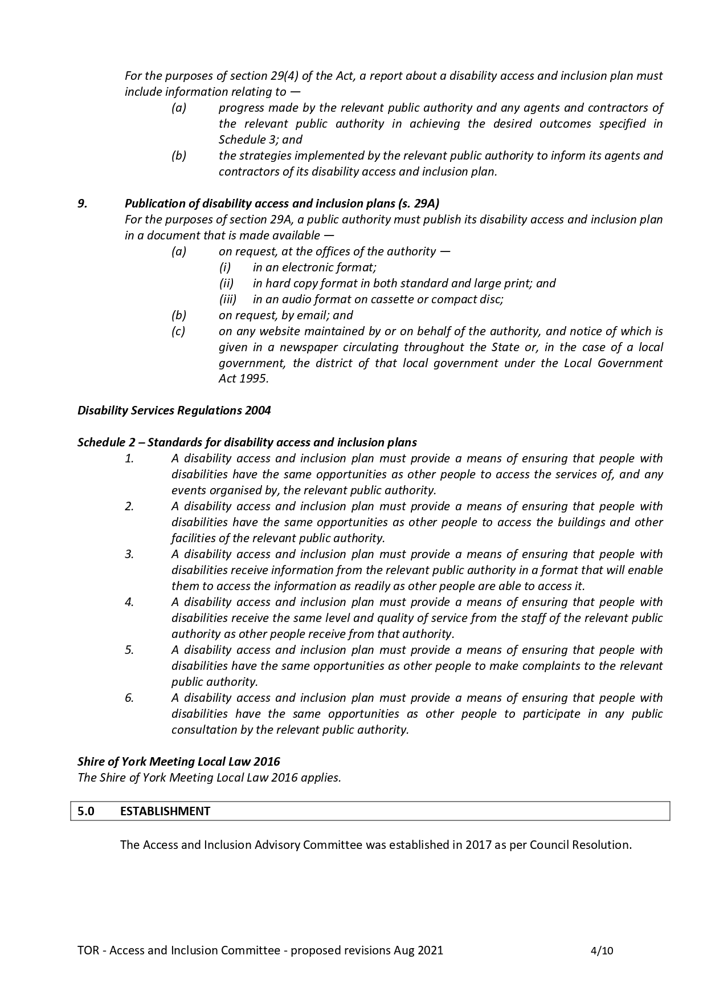 For the purposes of section 29(4) of the Act, a report about a disability access and inclusion plan must
include information relating to —
(a) progress made by the relevant public authority and any agents and contractors of
the relevant public authority in achieving the desired outcomes specified in
Schedule 3; and
(b) the strategies implemented by the relevant public authority to inform its agents and
contractors of its disability access and inclusion plan.
9. Publication of disability access and inclusion plans (s. 29A)
For the purposes of section 29A, a public authority must publish its disability access and inclusion plan
in a document that is made available —
(a) on request, at the offices of the authority —
(i) in an electronic format;
(ii) in hard copy format in both standard and large print; and
(iii) in an audio format on cassette or compact disc;
(b) on request, by email; and
(c) on any website maintained by or on behalf of the authority, and notice of which is
given in a newspaper circulating throughout the State or, in the case of a local
government, the district of that local government under the Local Government
Act 1995.
Disability Services Regulations 2004
Schedule 2 – Standards for disability access and inclusion plans
1. A disability access and inclusion plan must provide a means of ensuring that people with
disabilities have the same opportunities as other people to access the services of, and any
events organised by, the relevant public authority.
2. A disability access and inclusion plan must provide a means of ensuring that people with
disabilities have the same opportunities as other people to access the buildings and other
facilities of the relevant public authority.
3. A disability access and inclusion plan must provide a means of ensuring that people with
disabilities receive information from the relevant public authority in a format that will enable
them to access the information as readily as other people are able to access it.
4. A disability access and inclusion plan must provide a means of ensuring that people with
disabilities receive the same level and quality of service from the staff of the relevant public
authority as other people receive from that authority.
5. A disability access and inclusion plan must provide a means of ensuring that people with
disabilities have the same opportunities as other people to make complaints to the relevant
public authority.
6. A disability access and inclusion plan must provide a means of ensuring that people with
disabilities have the same opportunities as other people to participate in any public
consultation by the relevant public authority.
Shire of York Meeting Local Law 2016
The Shire of York Meeting Local Law 2016 applies.
5.0 ESTABLISHMENT
The Access and Inclusion Advisory Committee was established in 2017 as per Council Resolution.
TOR - Access and Inclusion Committee - proposed revisions Aug 2021 4/10